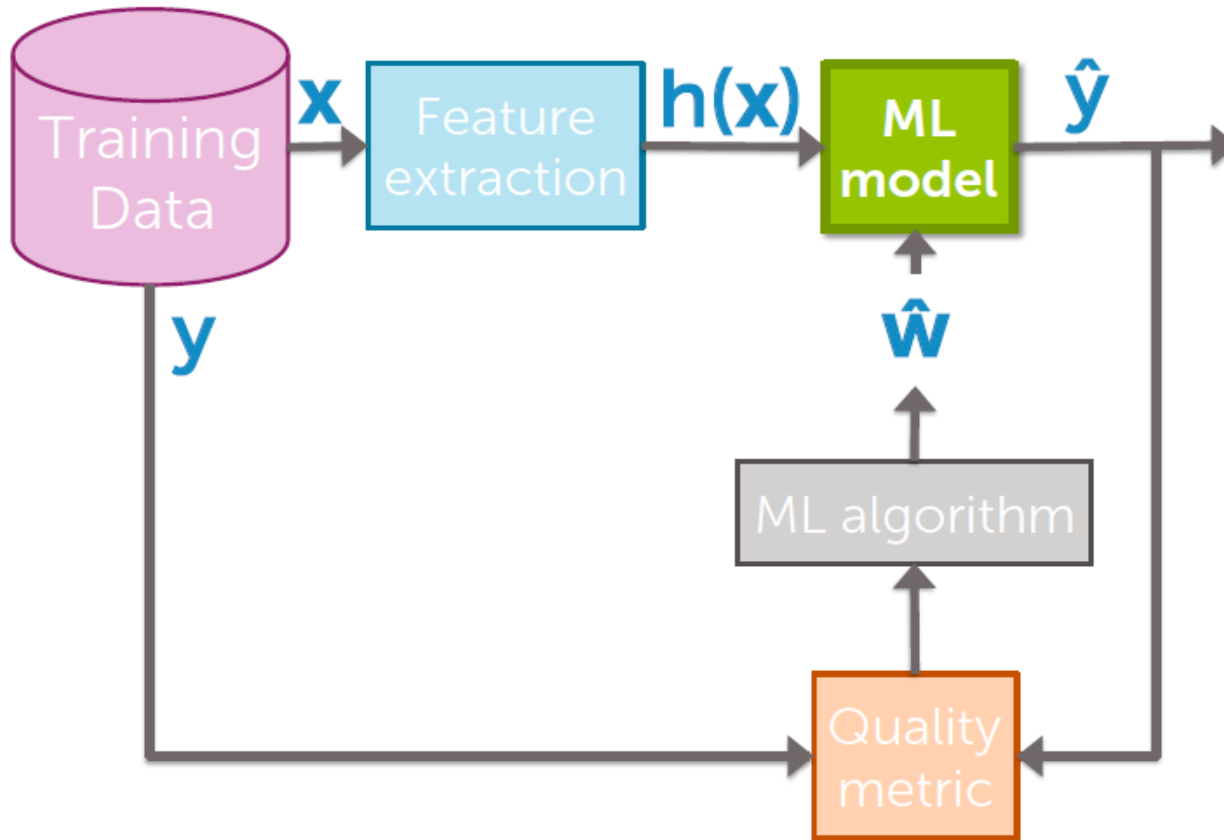 Training
Data
x
Feature
extraction
h(x)
ML
model
ŷ
y
ŵ
ML algorithm
Quality
metric